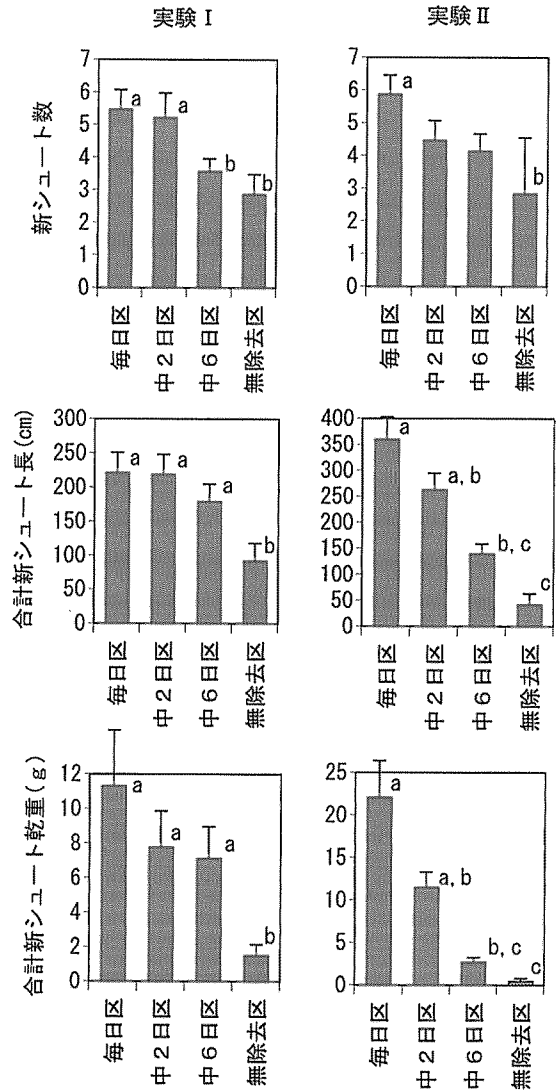 実験Ⅰ
実験Ⅱ
新シュート数
7
6
5
4
3
2
1
0
a
a
b
b
毎日区
中2日区
中6日区
無除去区
7
6
5
4
3
2
1
0
a
b
毎日区
中2日区
中6日区
無除去区
合計新シュート長(cm)
300
250
200
150
100
50
0
a
a
a
b
毎日区
中2日区
中6日区
無除去区
400
350
300
250
200
150
100
50
0
a
a, b
b, c
c
毎日区
中2日区
中6日区
無除去区
合計新シュート乾重(g)
12
10
8
6
4
2
0
a
a
a
b
毎日区
中2日区
中6日区
無除去区
25
20
15
10
5
0
a
a, b
b, c
c
毎日区
中2日区
中6日区
無除去区